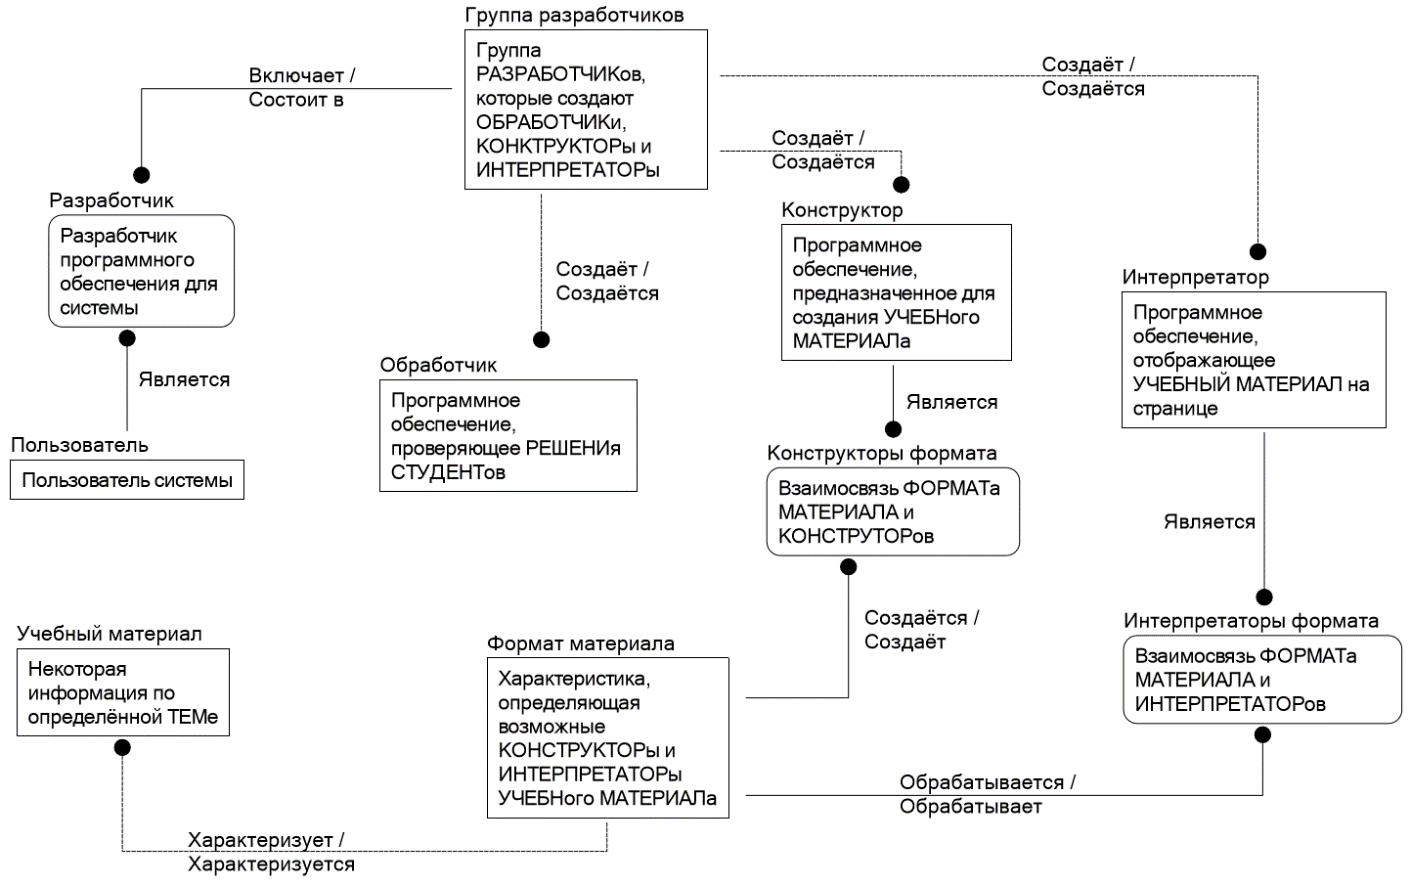 Группа разработчиков
Группа
РАЗРАБОТЧИКов,
которые создают
ОБРАБОТЧИКи,
КОНКТРУКТОРы и
ИНТЕРПРЕТАТОРы
Включает /
Состоит в
Создаёт /
Создаётся
Создаёт /
Создаётся
Разработчик
Разработчик
программного
обеспечения для
системы
Конструктор
Программное
обеспечение,
предназначенное для
создания УЧЕБНого
МАТЕРИАЛа
Создаёт /
Создаётся
Интерпретатор
Программное
обеспечение,
отображающее
УЧЕБНЫЙ МАТЕРИАЛ на
странице
Является
Обработчик
Программное
обеспечение,
проверяющее РЕШЕНИя
СТУДЕНТов
Является
Пользователь
Пользователь системы
Конструкторы формата
Взаимосвязь ФОРМАТа
МАТЕРИАЛА и
КОНСТРУТОРов
Является
Создаётся /
Создаёт
Интерпретаторы формата
Взаимосвязь ФОРМАТа
МАТЕРИАЛА и
ИНТЕРПРЕТАТОРов
Учебный материал
Некоторая
информация по
определённой ТЕМе
Формат материала
Характеристика,
определяющая
возможные
КОНСТРУКТОРы и
ИНТЕРПРЕТАТОРы
УЧЕБНого МАТЕРИАЛа
Обрабатывается /
Обрабатывает
Характеризует /
Характеризуется